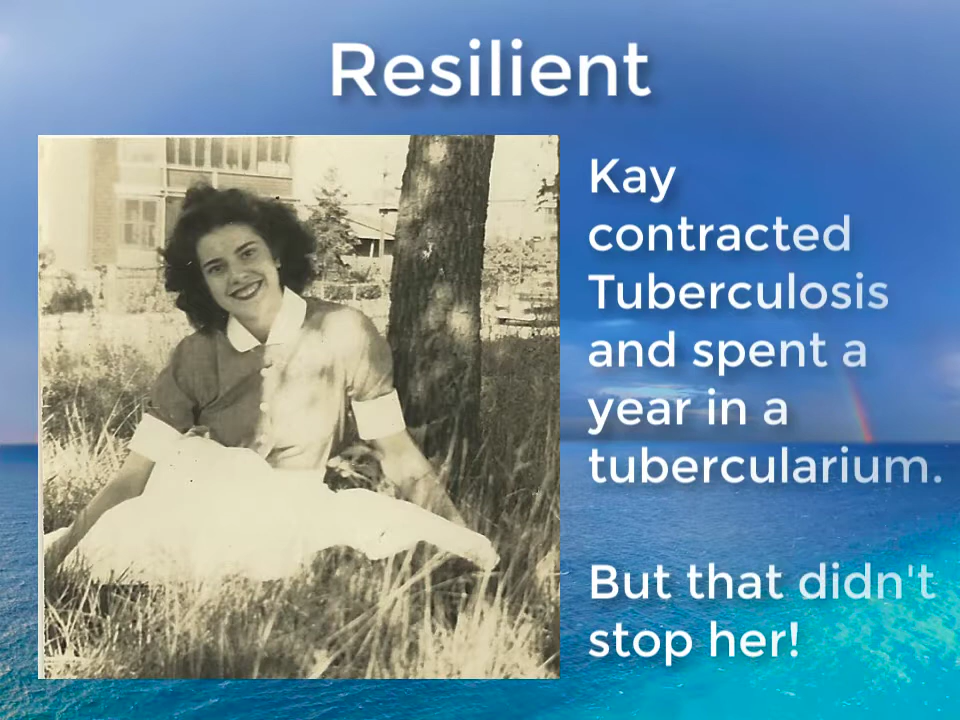 Resilient
Kay
contracted
Tuberculosis
and spent a
year in a
tubercularium.
But that didn't
stop her!